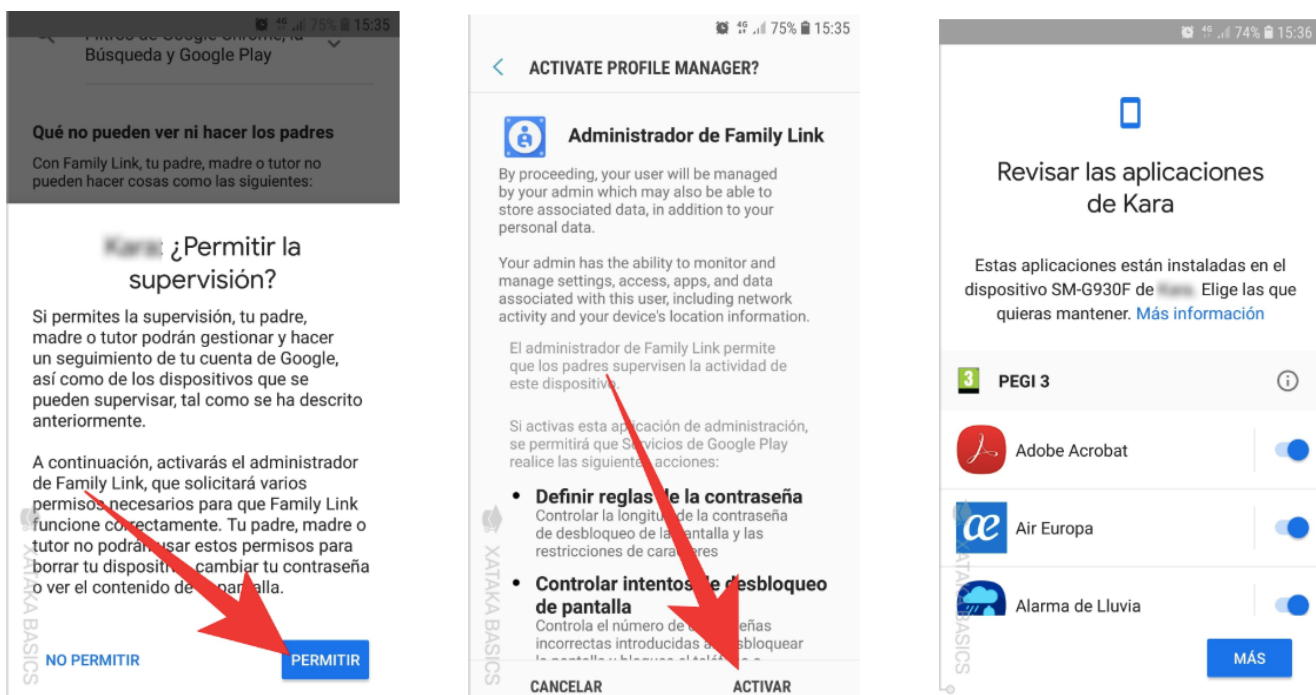 4G 75% 15:35
Filtros de Google Chrome, la
Búsqueda y Google Play
Qué no pueden ver ni hacer los padres
Con Family Link, tu padre, madre o tutor no
pueden hacer cosas como las siguientes:
Kara: ¿Permitir la
supervisión?
Si permites la supervisión, tu padre,
madre o tutor podrán gestionar y hacer
un seguimiento de tu cuenta de Google,
así como de los dispositivos que se
pueden supervisar, tal como se ha descrito
anteriormente.
A continuación, activarás el administrador
de Family Link, que solicitará varios
permisos necesarios para que Family Link
funcione correctamente. Tu padre, madre o
tutor no podrán usar estos permisos para
borrar tu dispositivo, cambiar tu contraseña
o ver el contenido de la pantalla.
NO PERMITIR
PERMITIR
XATAKA BASICS
4G 75% 15:35
ACTIVATE PROFILE MANAGER?
Administrador de Family Link
By proceeding, your user will be managed
by your admin which may also be able to
store associated data, in addition to your
personal data.
Your admin has the ability to monitor and
manage settings, access, apps, and data
associated with this user, including network
activity and your device's location information.
El administrador de Family Link permite
que los padres supervisen la actividad de
este dispositivo.
Si activas esta aplicación de administración,
se permitirá que Servicios de Google Play
realice las siguientes acciones:
• Definir reglas de la contraseña
Controlar la longitud de la contraseña
de desbloqueo de la pantalla y las
restricciones de caracteres
• Controlar intentos de desbloqueo
de pantalla
Controla el número de contraseñas
incorrectas introducidas al desbloquear
la pantalla y bloquea el teléfono o
CANCELAR
ACTIVAR
XATAKA BASICS
4G 74% 15:36
Revisar las aplicaciones
de Kara
Estas aplicaciones están instaladas en el
dispositivo SM-G930F de Elige las que
quieras mantener. Más información
3 PEGI 3
Adobe Acrobat
æ Air Europa
Alarma de Lluvia
MÁS
XATAKA BASICS